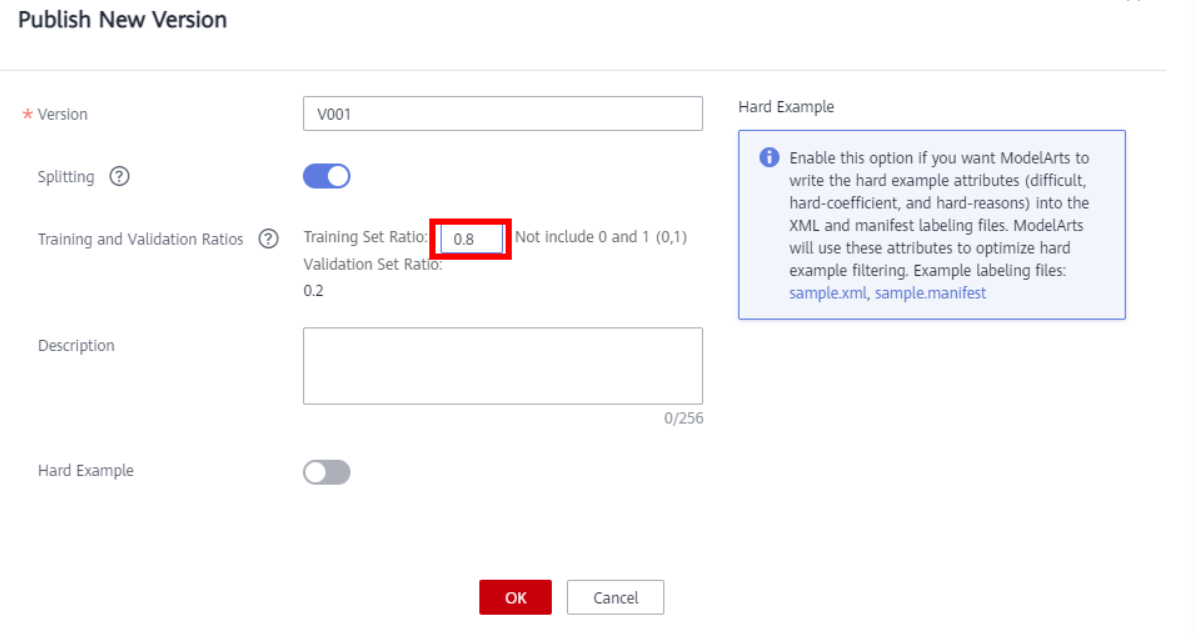 Publish New Version
* Version
V001
Hard Example
Enable this option if you want ModelArts to
write the hard example attributes (difficult,
hard-coefficient, and hard-reasons) into the
XML and manifest labeling files. ModelArts
will use these attributes to optimize hard
example filtering. Example labeling files:
sample.xml, sample.manifest
Splitting ?
Training and Validation Ratios ?
Training Set Ratio: 0.8 Not include 0 and 1 (0,1)
Validation Set Ratio:
0.2
Description
0/256
Hard Example
OK
Cancel